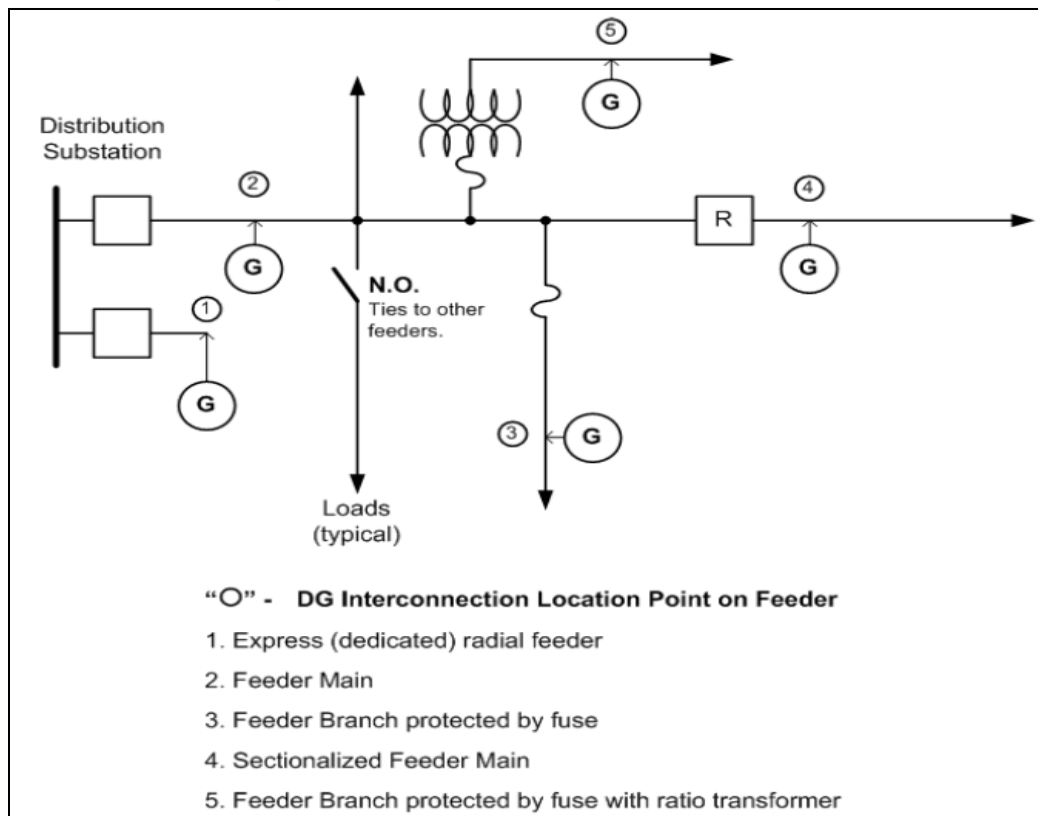 5
G
Distribution
Substation
2
4
R
G
N.O.
Ties to other
feeders.
G
1
G
3
G
Loads
(typical)
“O” - DG Interconnection Location Point on Feeder
1. Express (dedicated) radial feeder
2. Feeder Main
3. Feeder Branch protected by fuse
4. Sectionalized Feeder Main
5. Feeder Branch protected by fuse with ratio transformer